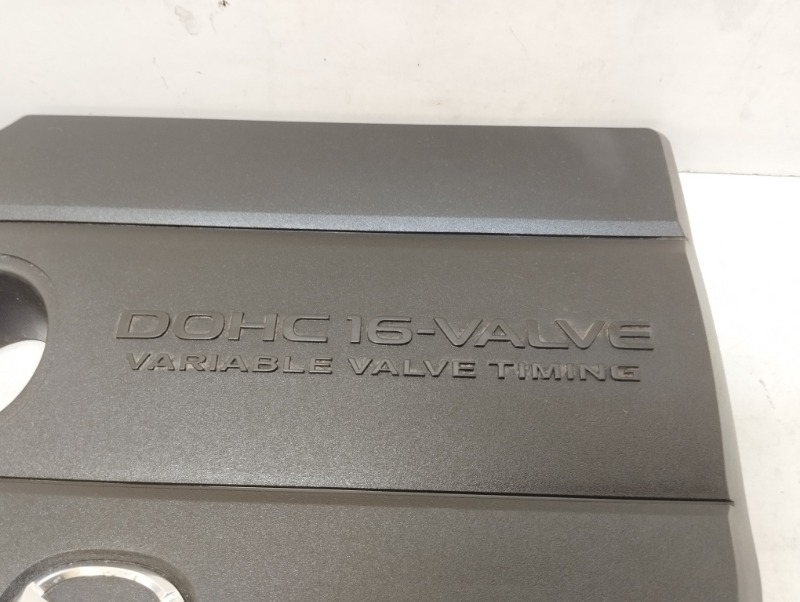 DOHC 16-VALVE
VARIABLE VALVE TIMING